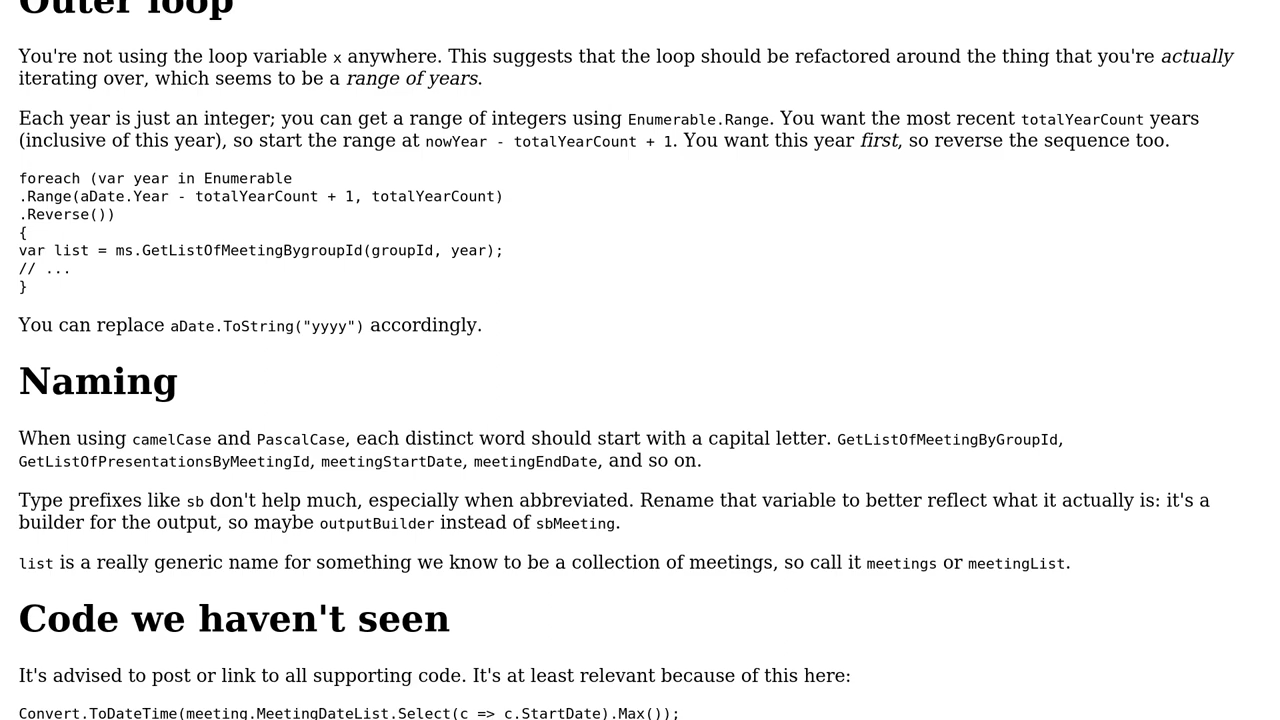 Outer loop
You're not using the loop variable x anywhere. This suggests that the loop should be refactored around the thing that you're actually
iterating over, which seems to be a range of years.
Each year is just an integer; you can get a range of integers using Enumerable.Range. You want the most recent totalYearCount years
(inclusive of this year), so start the range at nowYear - totalYearCount + 1. You want this year first, so reverse the sequence too.
foreach (var year in Enumerable
.Range(aDate.Year - totalYearCount + 1, totalYearCount)
.Reverse())
{
var list = ms.GetListOfMeetingBygroupId(groupId, year);
// ...
}
You can replace aDate.ToString("yyyy") accordingly.
Naming
When using camelCase and PascalCase, each distinct word should start with a capital letter. GetListOfMeetingByGroupId,
GetListOfPresentationsByMeetingId, meetingStartDate, meetingEndDate, and so on.
Type prefixes like sb don't help much, especially when abbreviated. Rename that variable to better reflect what it actually is: it's a
builder for the output, so maybe outputBuilder instead of sbMeeting.
list is a really generic name for something we know to be a collection of meetings, so call it meetings or meetingList.
Code we haven't seen
It's advised to post or link to all supporting code. It's at least relevant because of this here:
Convert.ToDateTime(meeting.MeetingDateList.Select(c => c.StartDate).Max());